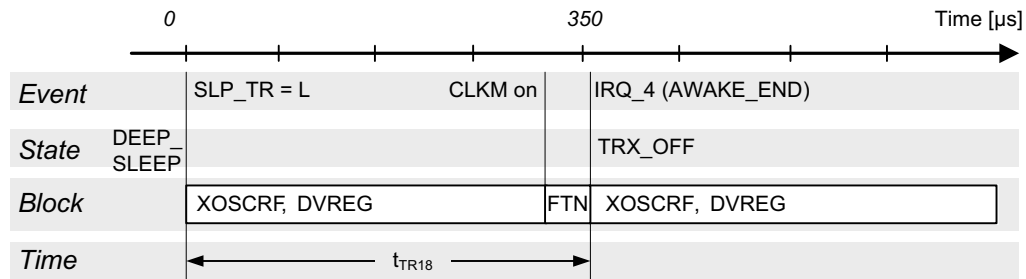 0 350 Time [µs]
Event SLP_TR = L CLKM on IRQ_4 (AWAKE_END)
State DEEP_ TRX_OFF
SLEEP
Block XOSCRF, DVREG FTN XOSCRF, DVREG
Time tTR18